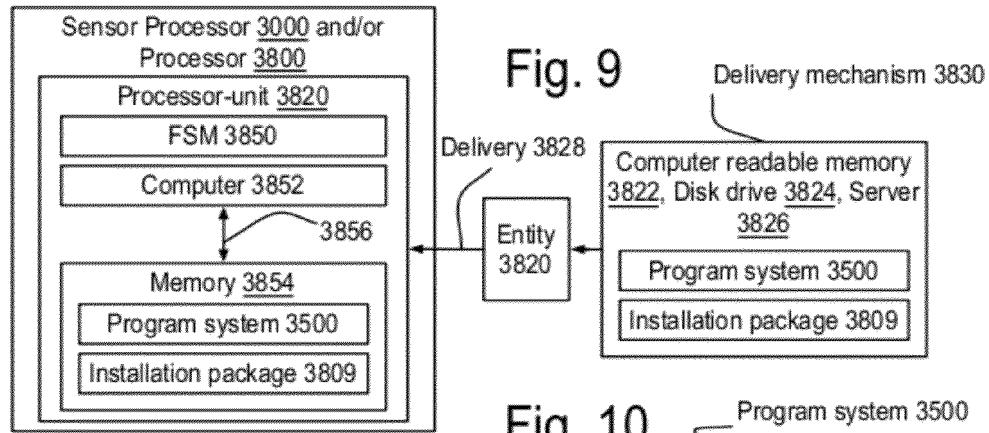 Sensor Processor 3000 and/or
Processor 3800
Processor-unit 3820
FSM 3850
Computer 3852
3856
Memory 3854
Program system 3500
Installation package 3809
Fig. 9
Delivery 3828
Entity
3820
Delivery mechanism 3830
Computer readable memory
3822, Disk drive 3824, Server
3826
Program system 3500
Installation package 3809
Fig. 10
Program system 3500